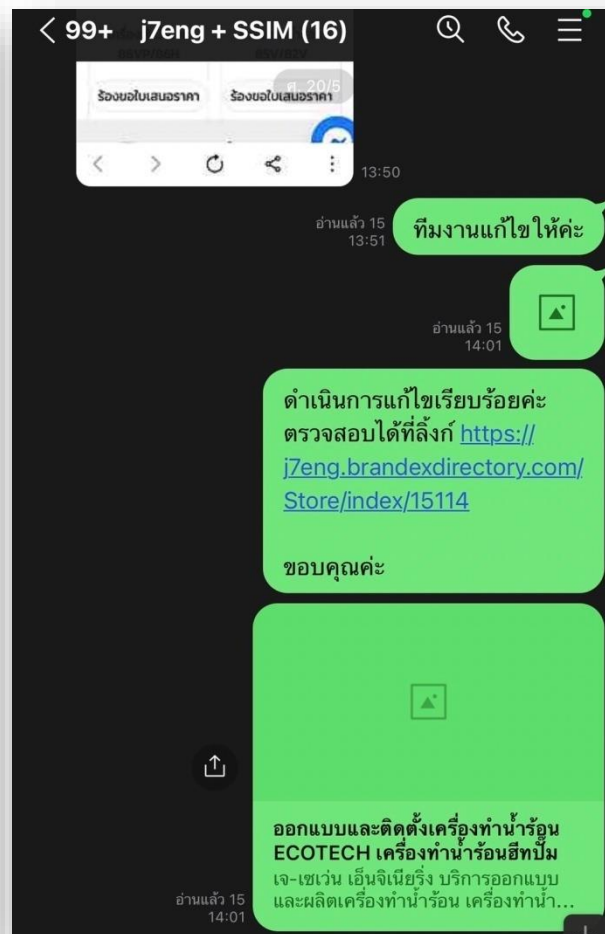 99+ j7eng + SSIM (16)
ศ. 20/5
ร้องขอใบเสนอราคา ร้องขอใบเสนอราคา
13:50
อ่านแล้ว 15
13:51
ทีมงานแก้ไขให้ค่ะ
อ่านแล้ว 15
14:01
ดำเนินการแก้ไขเรียบร้อยค่ะ
ตรวจสอบได้ที่ลิ้งก์ https://
j7eng.brandexdirectory.com/
Store/index/15114
ขอบคุณค่ะ
ออกแบบและติดตั้งเครื่องทำน้ำร้อน
ECOTECH เครื่องทำน้ำร้อนฮีทปั๊ม
เจ-เซเว่น เอ็นจิเนียริ่ง บริการออกแบบ
และผลิตเครื่องทำน้ำร้อน เครื่องทำน้ำ...
อ่านแล้ว 15
14:01